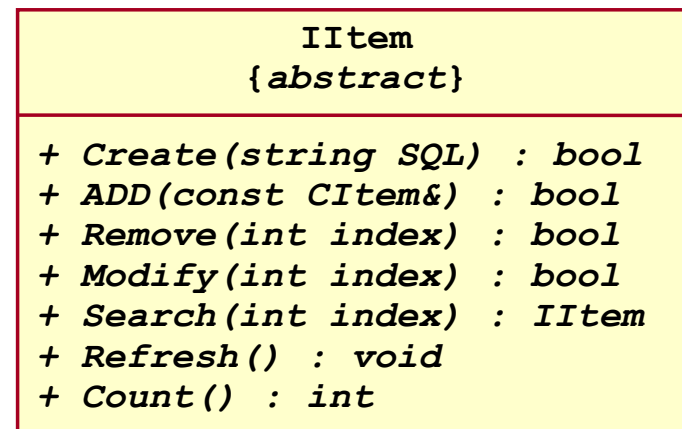 IItem
{abstract}
+ Create(string SQL) : bool
+ ADD(const CItem&) : bool
+ Remove(int index) : bool
+ Modify(int index) : bool
+ Search(int index) : IItem
+ Refresh() : void
+ Count() : int